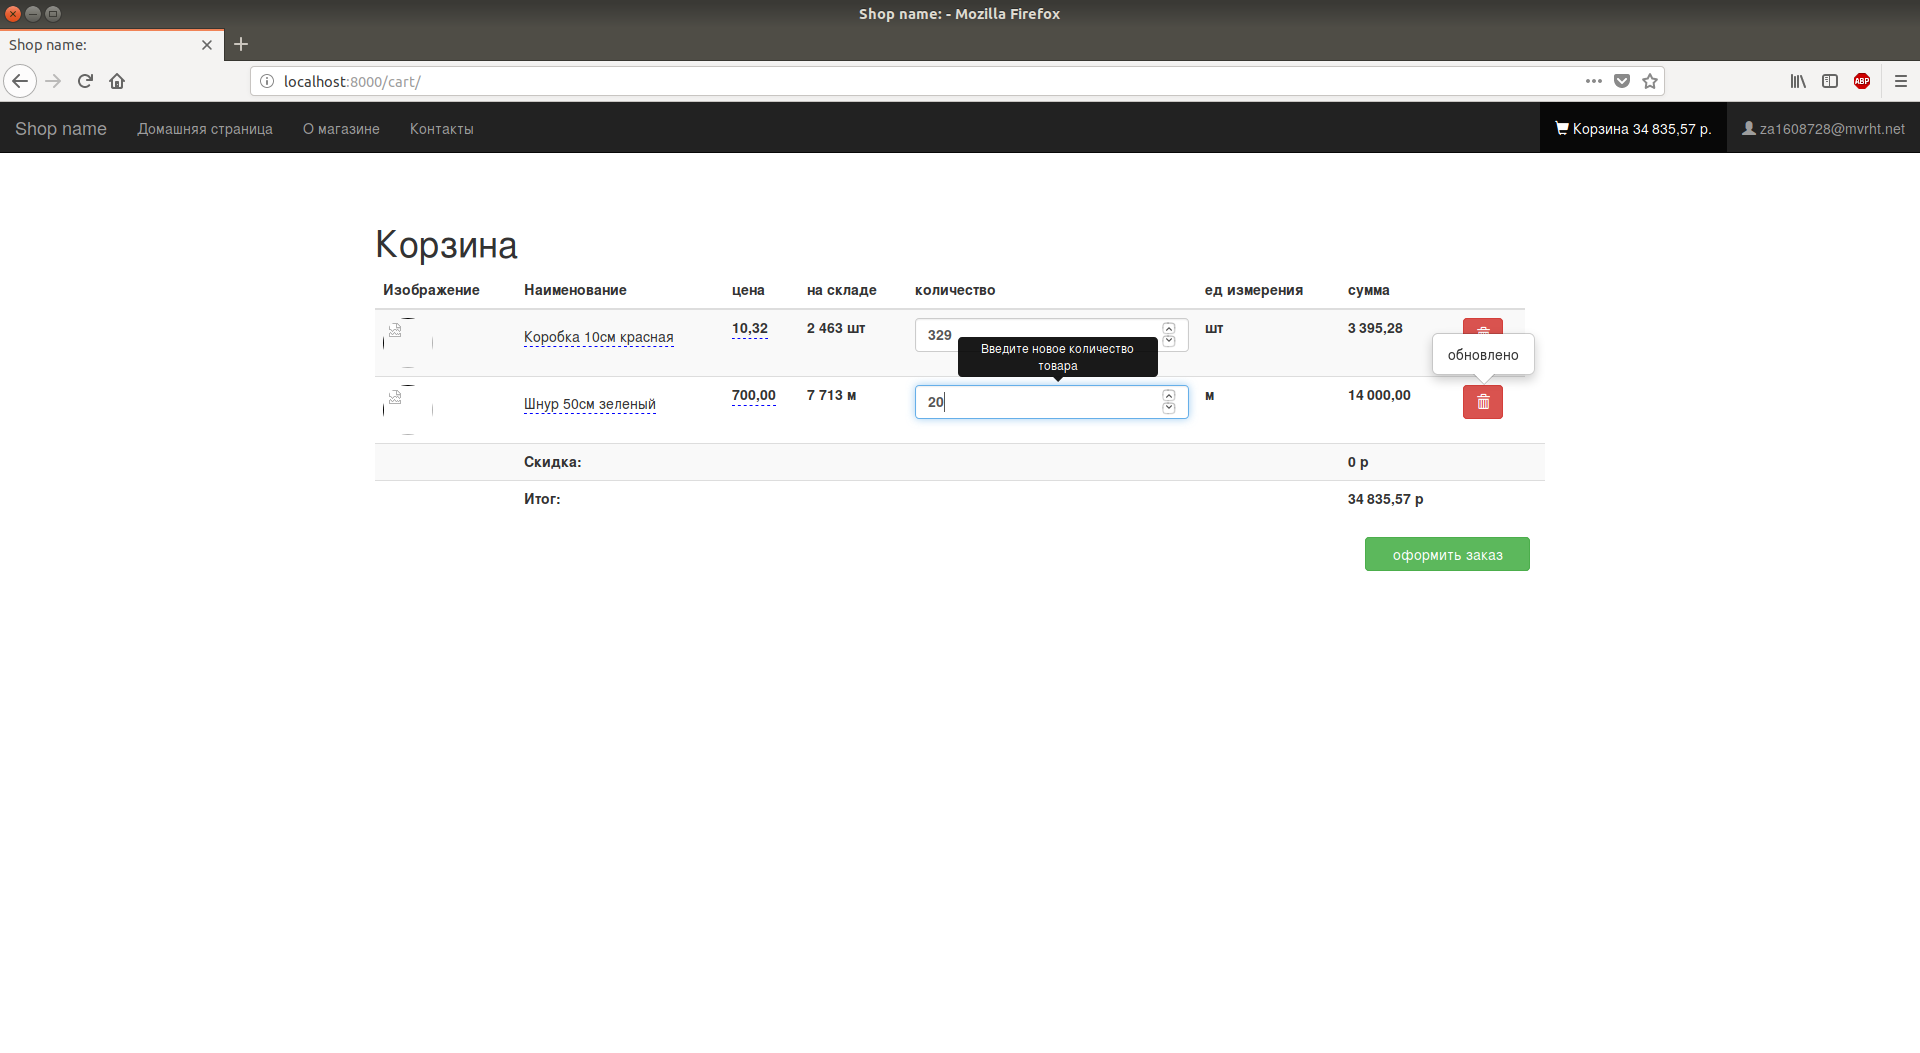 Shop name: - Mozilla Firefox
Shop name:
localhost:8000/cart/
ABP
Shop name Домашняя страница О магазине Контакты Корзина 34 835,57 р. za1608728@mvrht.net
Корзина
Изображение Наименование цена на складе количество ед измерения сумма
Коробка 10см красная 10,32 2 463 шт 329 шт 3 395,28
Введите новое количество
товара
обновлено
Шнур 50см зеленый 700,00 7 713 м 20 м 14 000,00
Скидка: 0 р
Итог: 34 835,57 р
оформить заказ